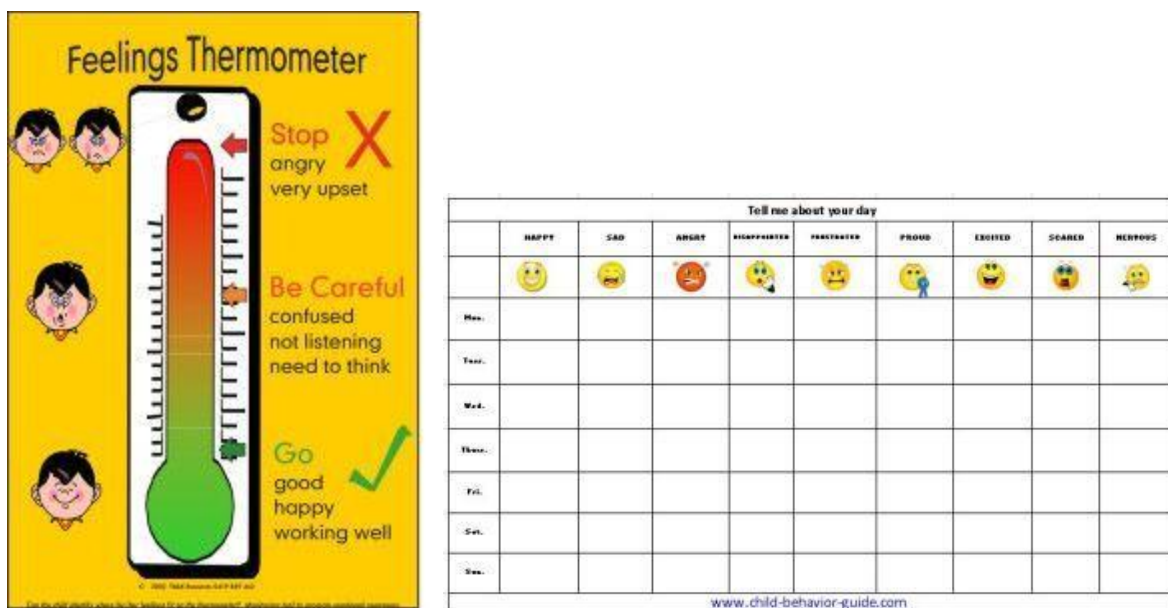 Feelings Thermometer
Stop X
angry
very upset
Be Careful
confused
not listening
need to think
Go
good
happy
working well
Tell me about your day
HAPPY SAD ANGRY DISAPPOINTED FRUSTRATED PROUD EXCITED SCARED NERVOUS
Mon.
Tues.
Wed.
Thurs.
Fri.
Sat.
Sun.
www.child-behavior-guide.com